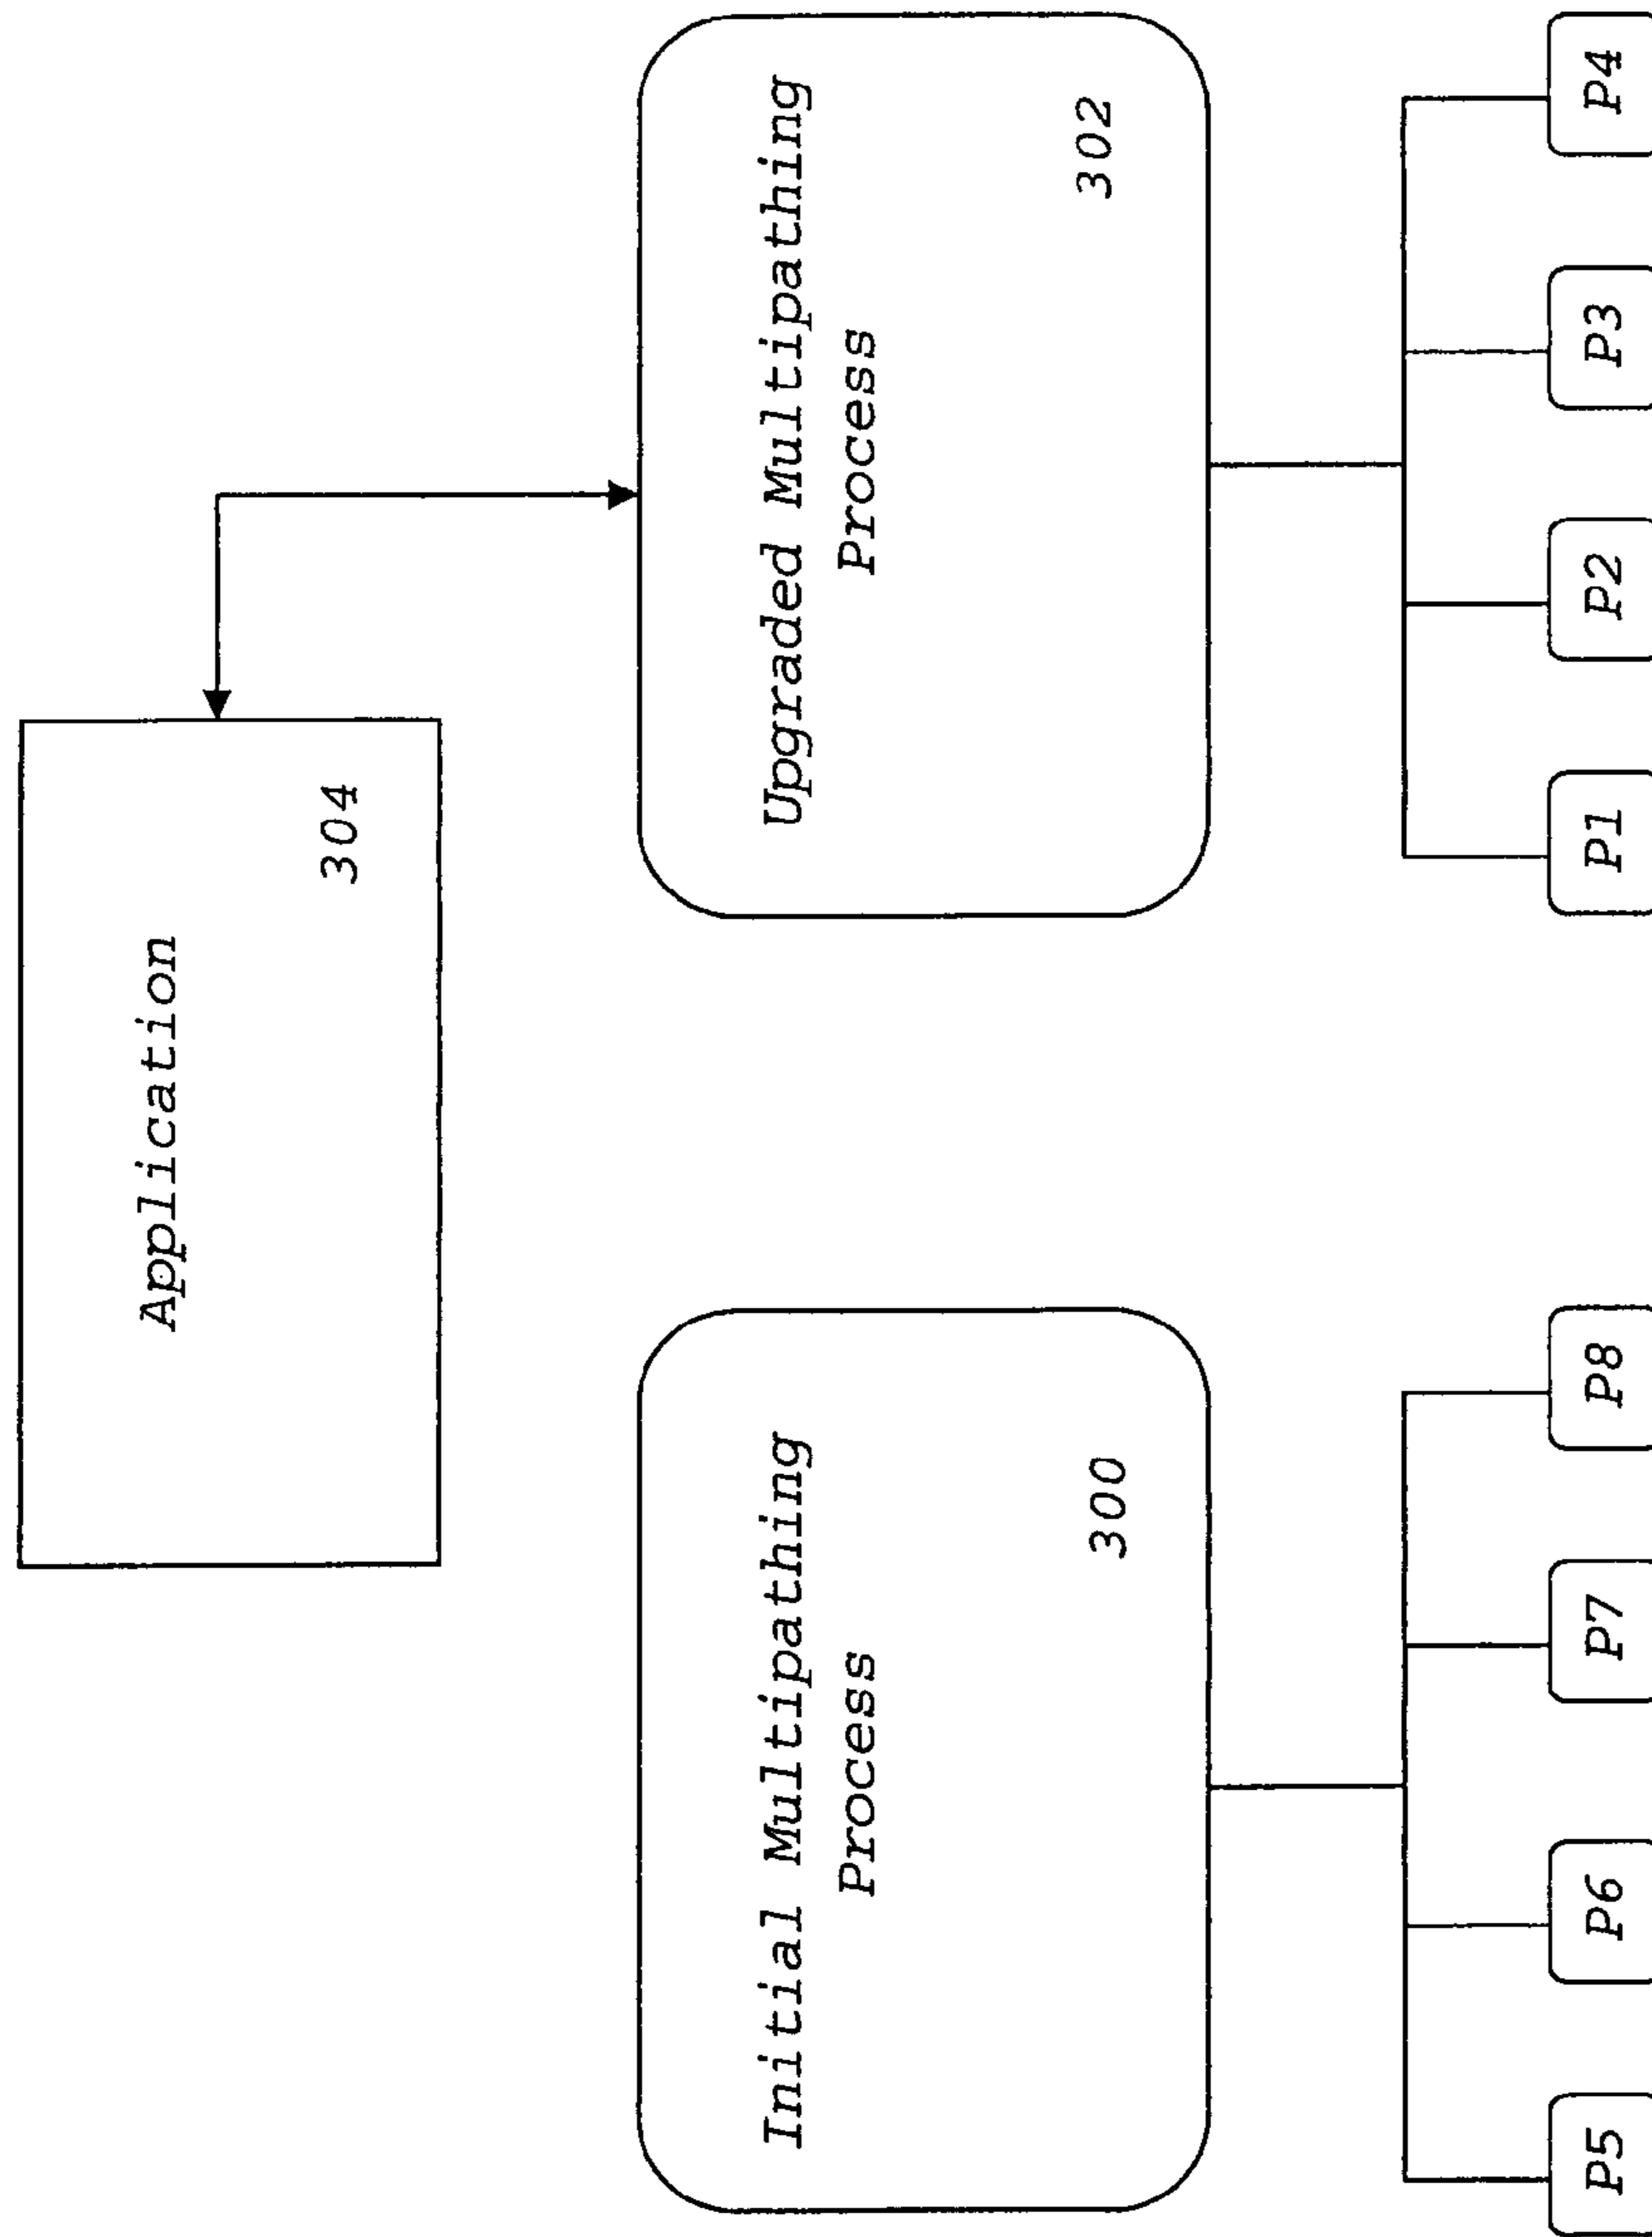 Application
304
Initial Multipathing
Process
300
Upgraded Multipathing
Process
302
P5
P6
P7
P8
P1
P2
P3
P4